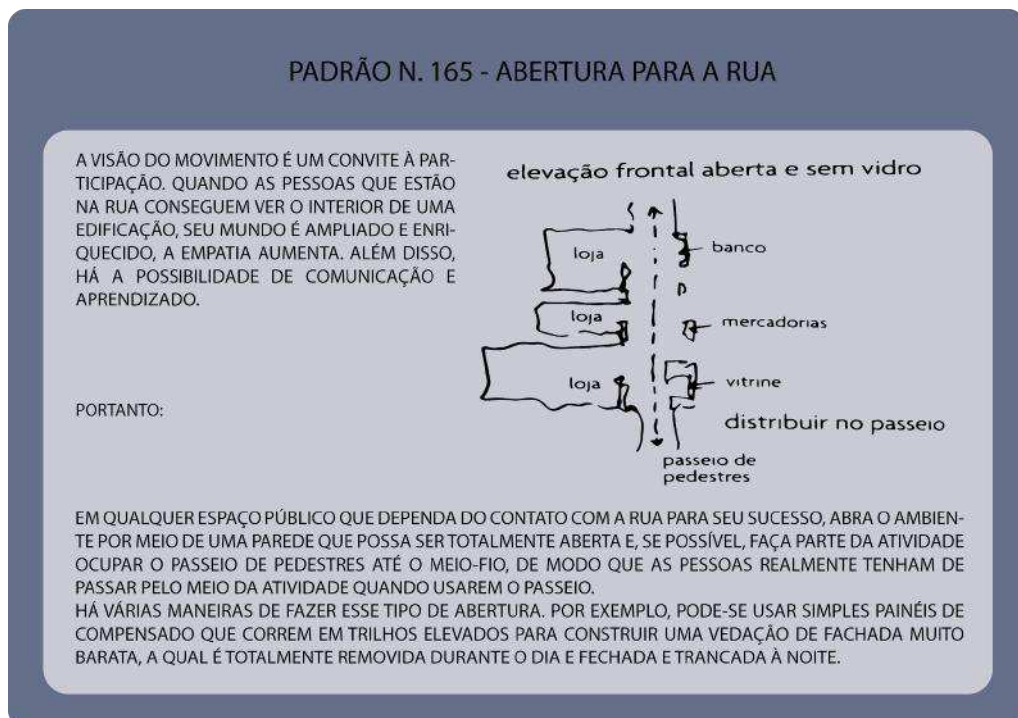 PADRÃO N. 165 - ABERTURA PARA A RUA
A VISÃO DO MOVIMENTO É UM CONVITE À PAR-
TICIPAÇÃO. QUANDO AS PESSOAS QUE ESTÃO
NA RUA CONSEGUEM VER O INTERIOR DE UMA
EDIFICAÇÃO, SEU MUNDO É AMPLIADO E ENRI-
QUECIDO, A EMPATIA AUMENTA. ALÉM DISSO,
HÁ A POSSIBILIDADE DE COMUNICAÇÃO E
APRENDIZADO.
PORTANTO:
elevação frontal aberta e sem vidro
loja
banco
loja
mercadorias
loja
vitrine
distribuir no passeio
passeio de
pedestres
EM QUALQUER ESPAÇO PÚBLICO QUE DEPENDA DO CONTATO COM A RUA PARA SEU SUCESSO, ABRA O AMBIEN-
TE POR MEIO DE UMA PAREDE QUE POSSA SER TOTALMENTE ABERTA E, SE POSSÍVEL, FAÇA PARTE DA ATIVIDADE
OCUPAR O PASSEIO DE PEDESTRES ATÉ O MEIO-FIO, DE MODO QUE AS PESSOAS REALMENTE TENHAM DE
PASSAR PELO MEIO DA ATIVIDADE QUANDO USAREM O PASSEIO.
HÁ VÁRIAS MANEIRAS DE FAZER ESSE TIPO DE ABERTURA. POR EXEMPLO, PODE-SE USAR SIMPLES PAINÉIS DE
COMPENSADO QUE CORREM EM TRILHOS ELEVADOS PARA CONSTRUIR UMA VEDAÇÃO DE FACHADA MUITO
BARATA, A QUAL É TOTALMENTE REMOVIDA DURANTE O DIA E FECHADA E TRANCADA À NOITE.